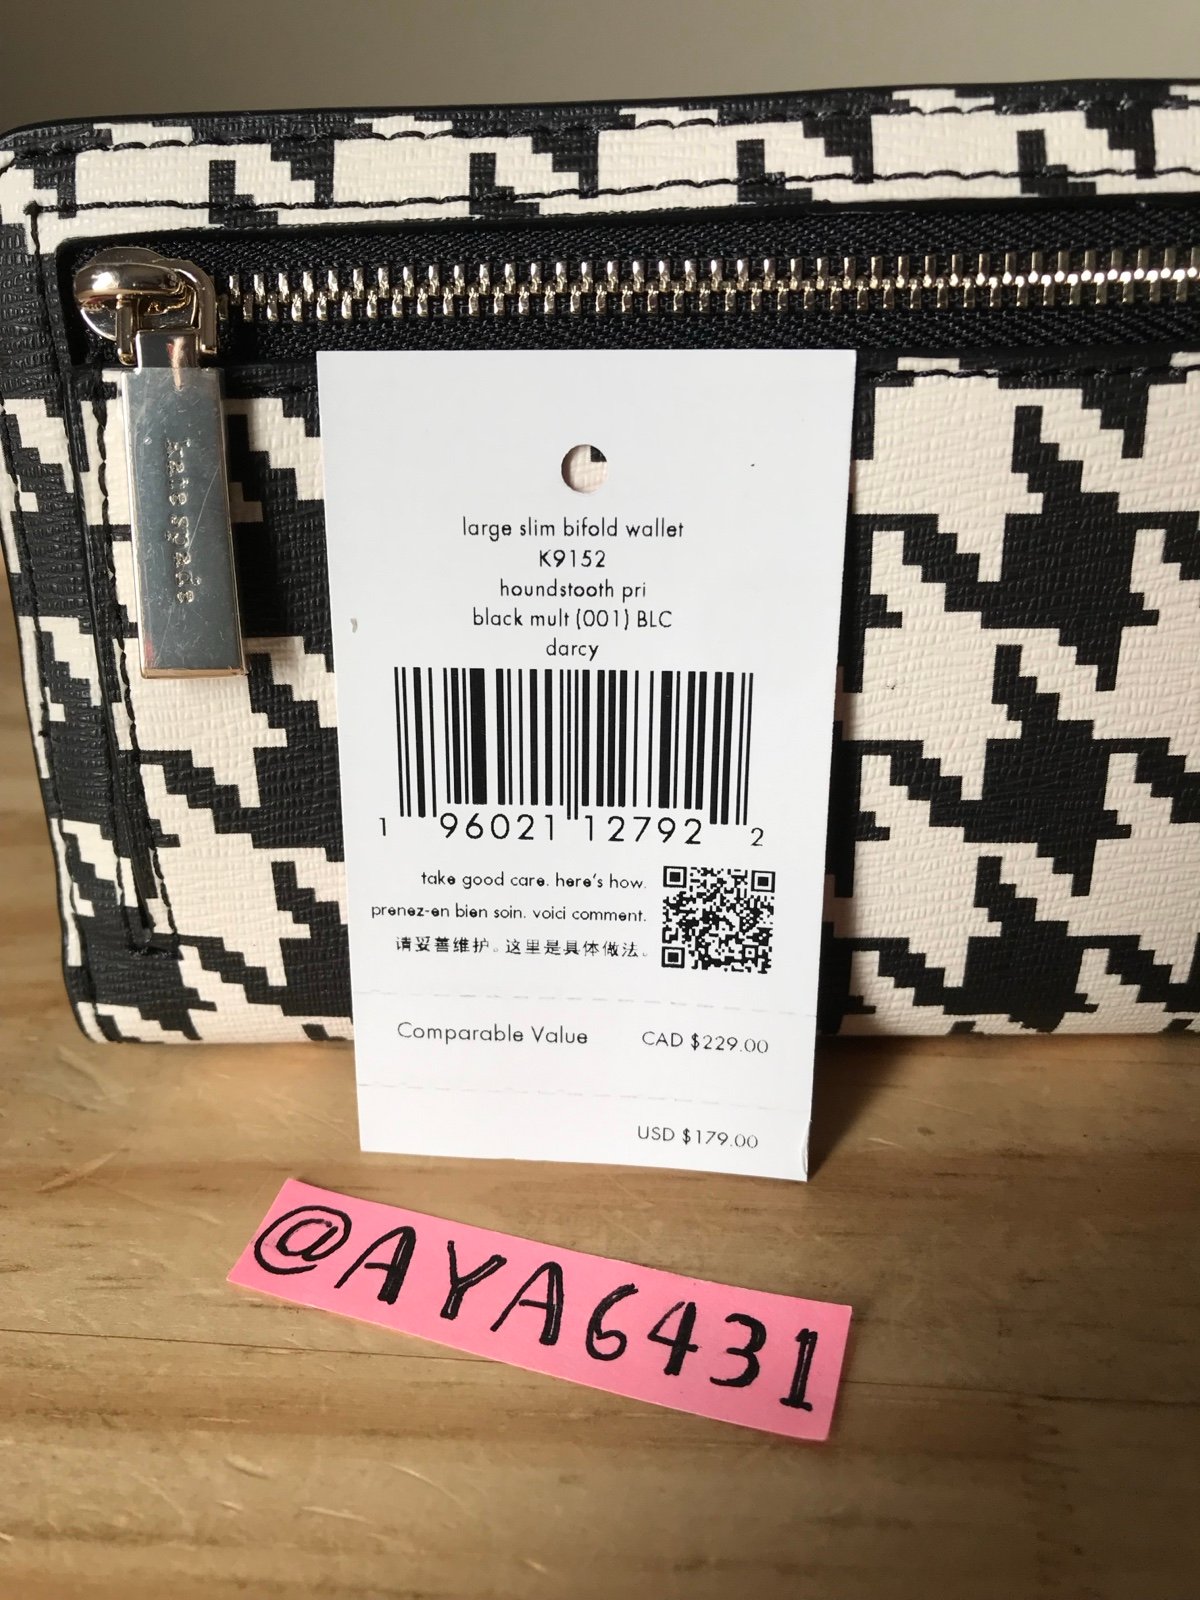 kate spade
large slim bifold wallet
K9152
houndstooth pri
black mult (001) BLC
darcy
1 96021 12792 2
take good care. here's how.
prenez-en bien soin. voici comment.
请妥善维护。这里是具体做法。
Comparable Value CAD $229.00
USD $179.00
@AYA6431